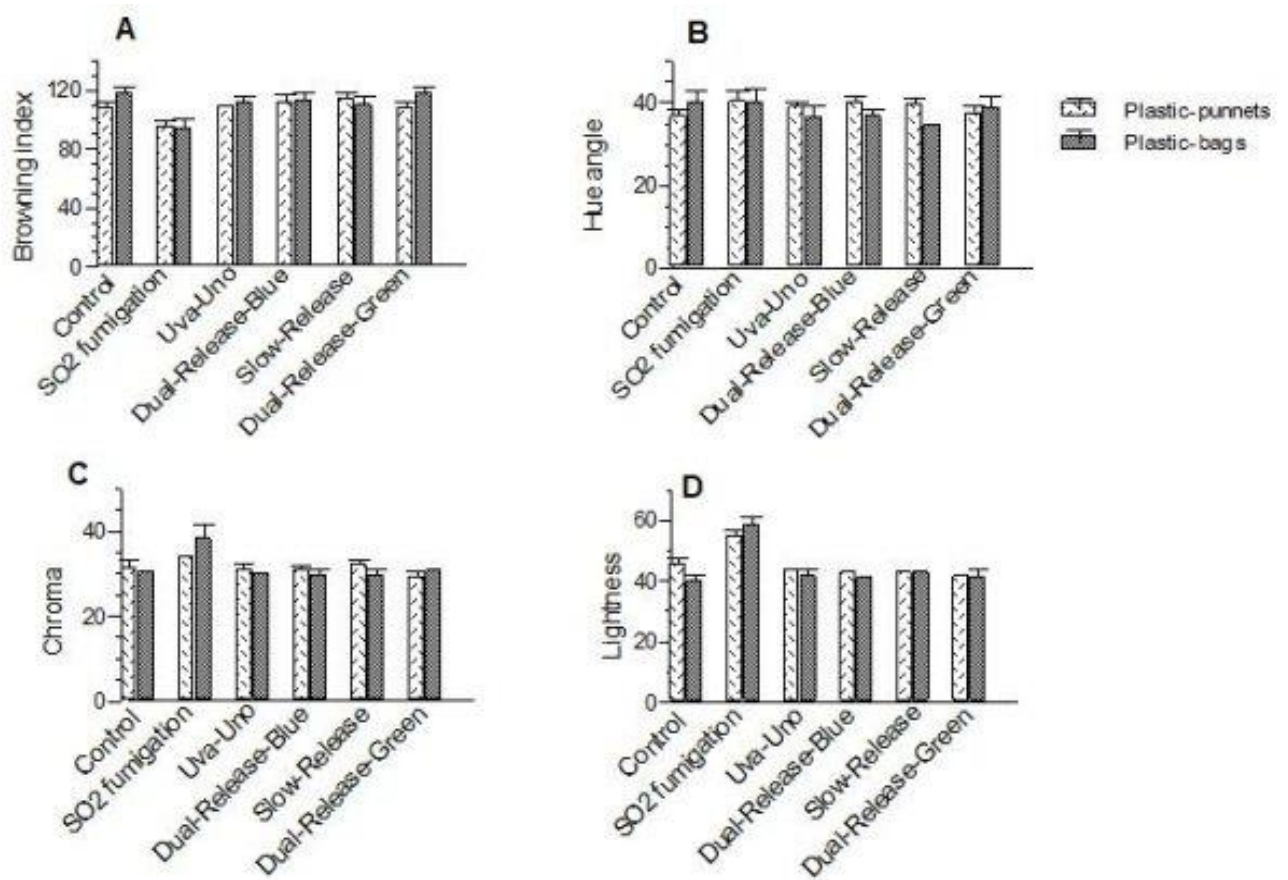 A
Browning Index
120
80
40
0
Control
SO2 fumigation
Uva-Uno
Dual-Release-Blue
Slow-Release
Dual-Release-Green
B
Hue angle
40
20
0
Control
SO2 fumigation
Uva-Uno
Dual-Release-Blue
Slow-Release
Dual-Release-Green
Plastic-punnets
Plastic-bags
C
Chroma
40
20
0
Control
SO2 fumigation
Uva-Uno
Dual-Release-Blue
Slow-Release
Dual-Release-Green
D
Lightness
60
40
20
0
Control
SO2 fumigation
Uva-Uno
Dual-Release-Blue
Slow-Release
Dual-Release-Green